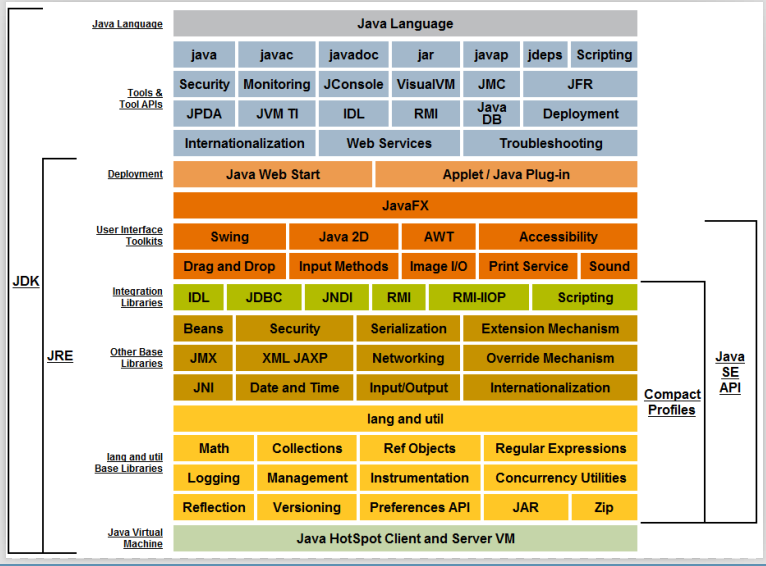 Java Language
Java Language
java javac javadoc jar javap jdeps Scripting
Security Monitoring JConsole VisualVM JMC JFR
Tools &
Tool APIs
JPDA JVM TI IDL RMI Java DB Deployment
Internationalization Web Services Troubleshooting
Deployment
Java Web Start Applet / Java Plug-in
JavaFX
User Interface
Toolkits
Swing Java 2D AWT Accessibility
Drag and Drop Input Methods Image I/O Print Service Sound
JDK
Integration
Libraries
IDL JDBC JNDI RMI RMI-IIOP Scripting
Beans Security Serialization Extension Mechanism
JRE
Other Base
Libraries
JMX XML JAXP Networking Override Mechanism
Java
SE
API
JNI Date and Time Input/Output Internationalization
Compact
Profiles
lang and util
Math Collections Ref Objects Regular Expressions
lang and util
Base Libraries
Logging Management Instrumentation Concurrency Utilities
Reflection Versioning Preferences API JAR Zip
Java Virtual
Machine
Java HotSpot Client and Server VM